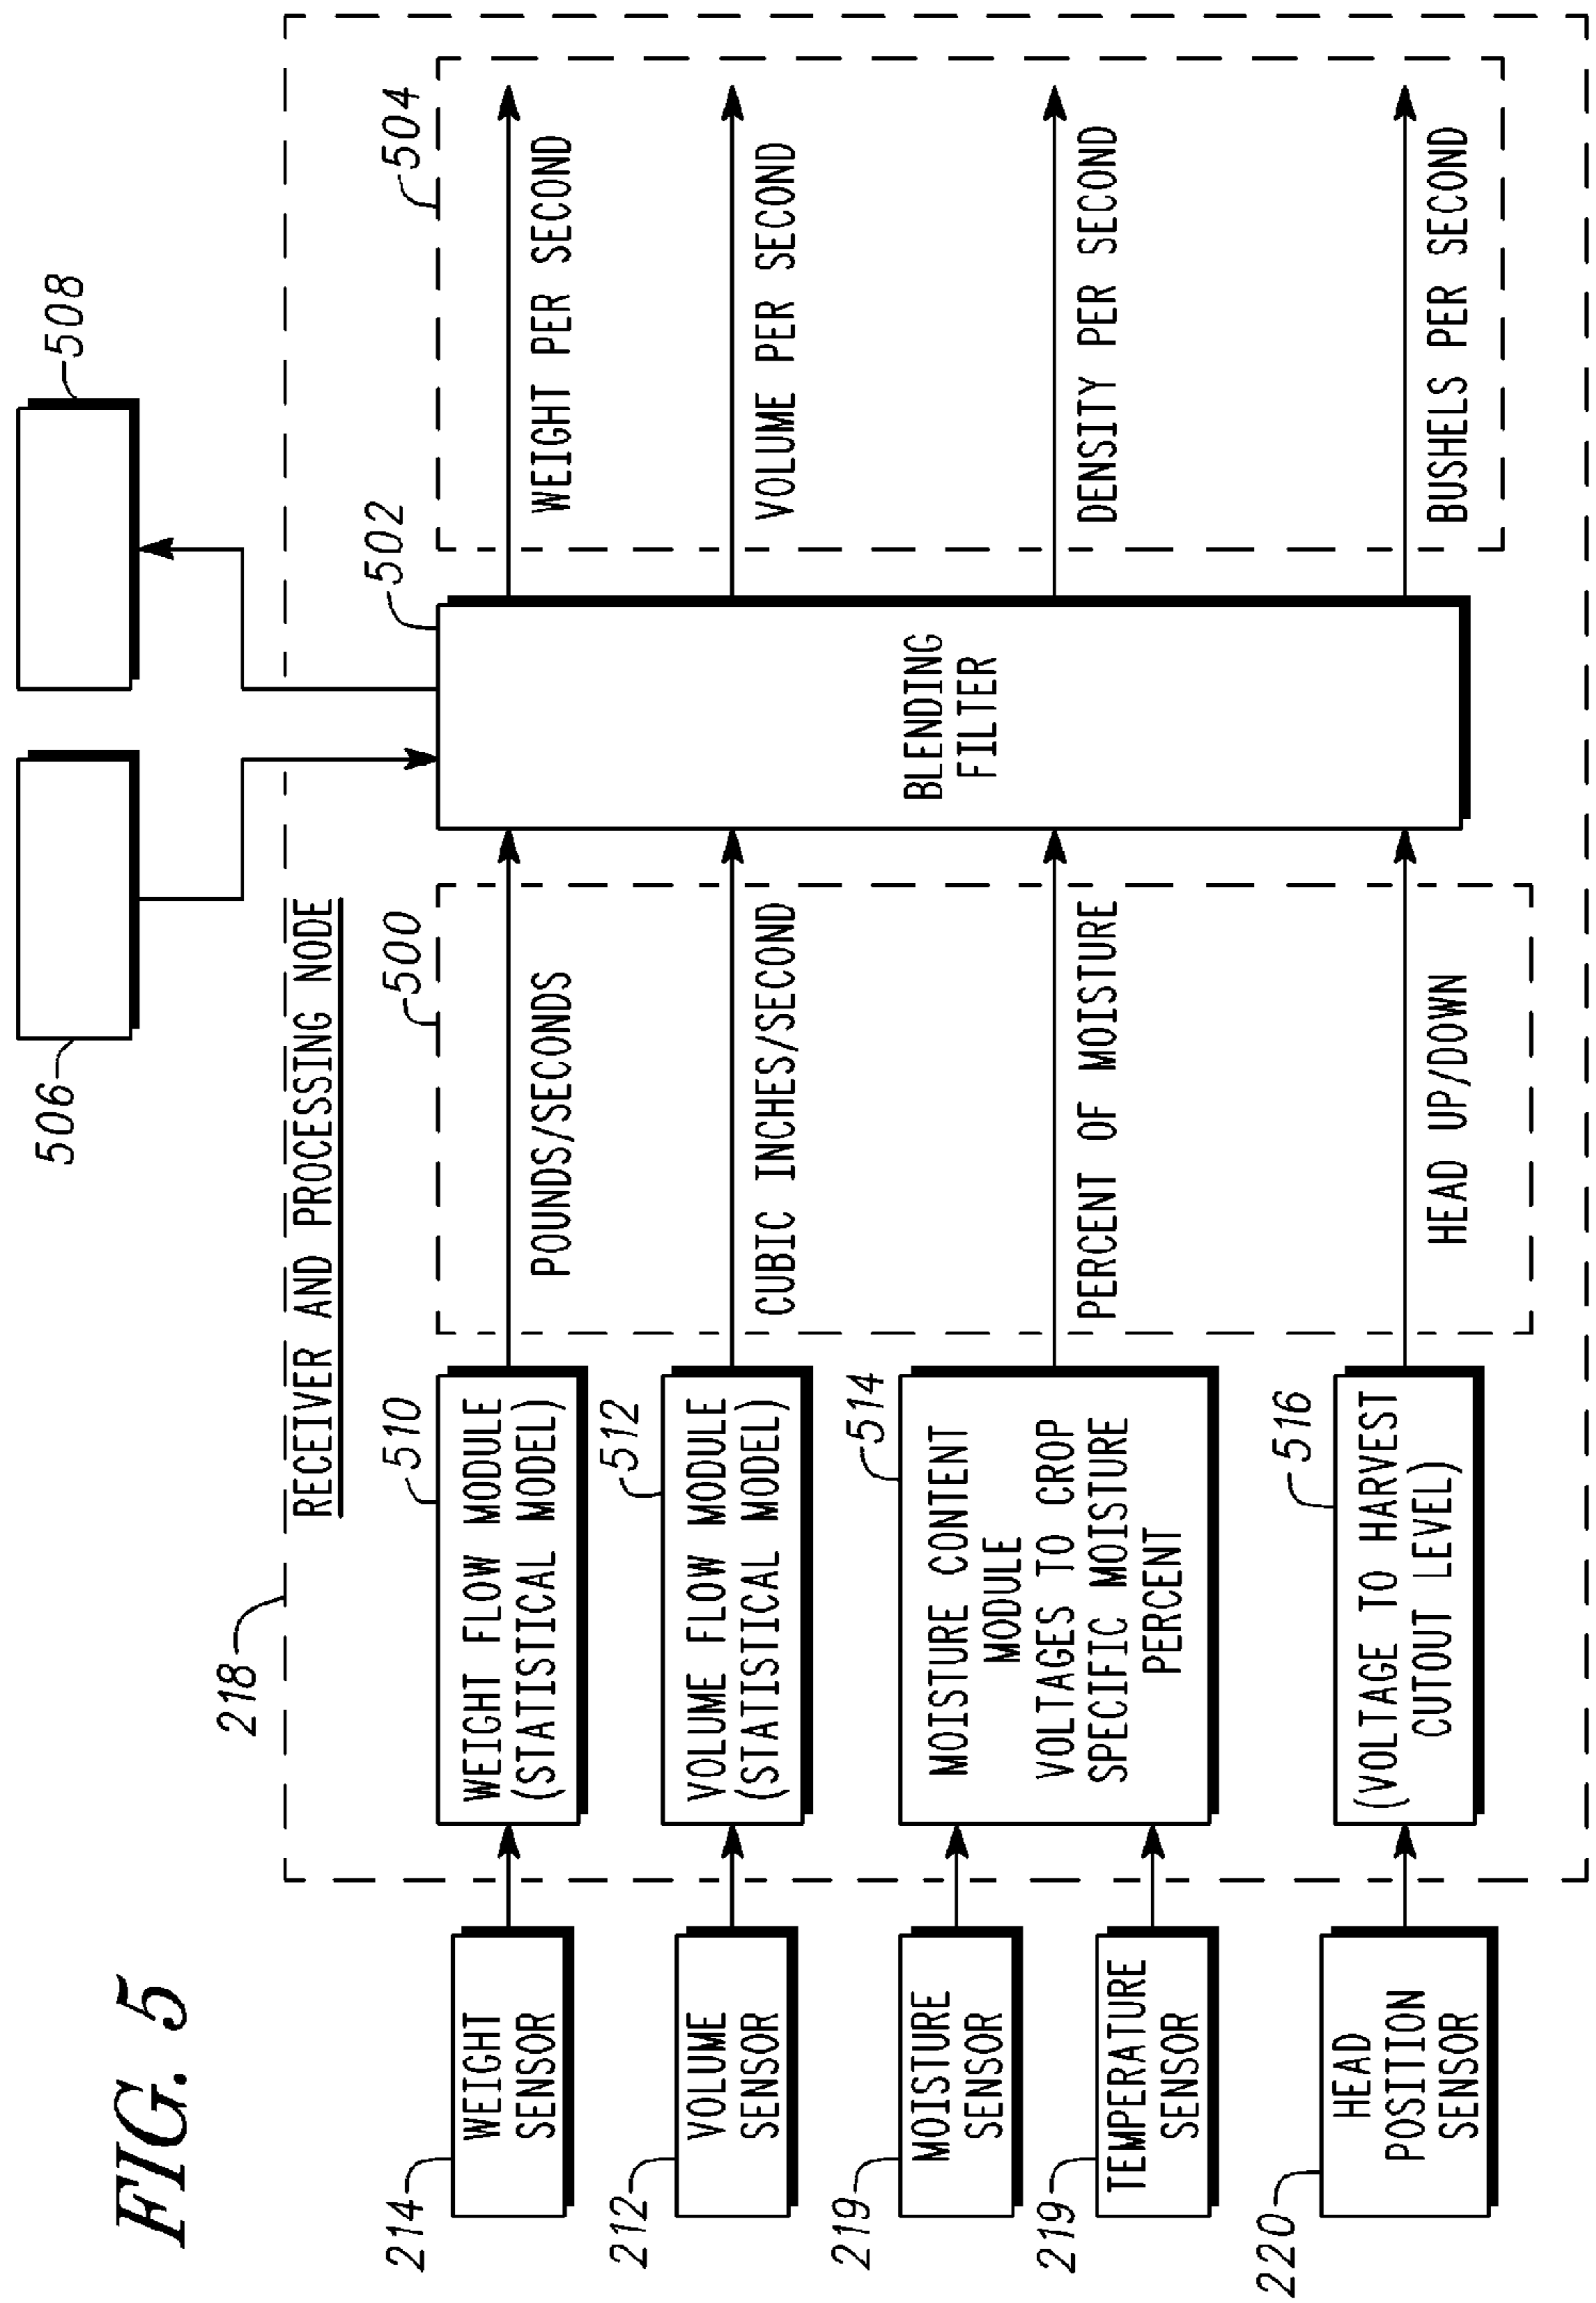 FIG. 5
506
508
218
RECEIVER AND PROCESSING NODE
500
502
504
214
WEIGHT
SENSOR
510
WEIGHT FLOW MODULE
(STATISTICAL MODEL)
POUNDS/SECONDS
WEIGHT PER SECOND
212
VOLUME
SENSOR
512
VOLUME FLOW MODULE
(STATISTICAL MODEL)
CUBIC INCHES/SECOND
BLENDING
FILTER
VOLUME PER SECOND
219
MOISTURE
SENSOR
219
TEMPERATURE
SENSOR
514
MOISTURE CONTENT
MODULE
VOLTAGES TO CROP
SPECIFIC MOISTURE
PERCENT
PERCENT OF MOISTURE
DENSITY PER SECOND
220
HEAD
POSITION
SENSOR
516
(VOLTAGE TO HARVEST
CUTOUT LEVEL)
HEAD UP/DOWN
BUSHELS PER SECOND